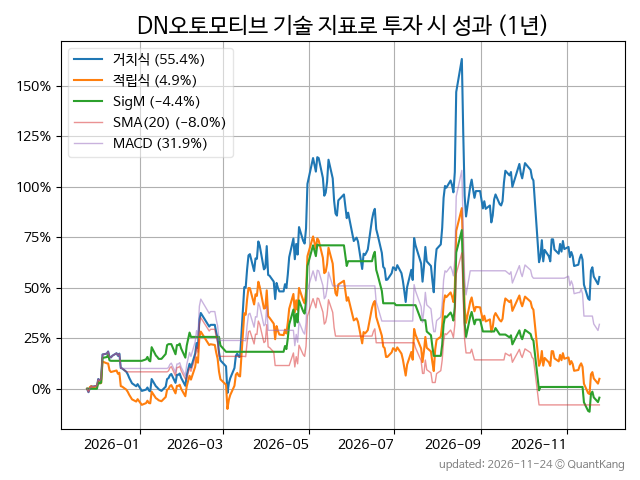 DN오토모티브 기술 지표로 투자 시 성과 (1년)
거치식 (55.4%)
적립식 (4.9%)
SigM (−4.4%)
SMA(20) (−8.0%)
MACD (31.9%)
150%
125%
100%
75%
50%
25%
0%
2026-01 2026-03 2026-05 2026-07 2026-09 2026-11
updated: 2026-11-24 © QuantKang